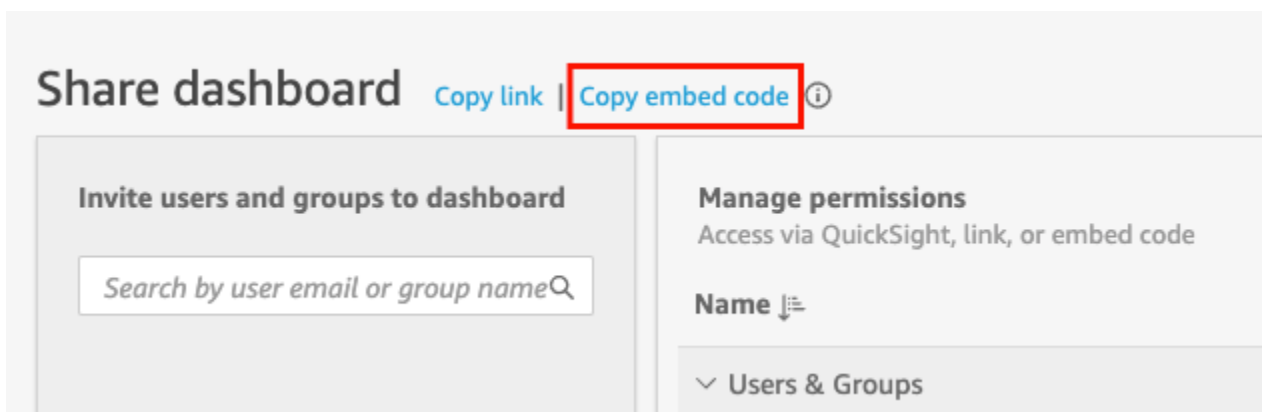 Share dashboard Copy link | Copy embed code
Invite users and groups to dashboard
Search by user email or group name
Manage permissions
Access via QuickSight, link, or embed code
Name
Users & Groups